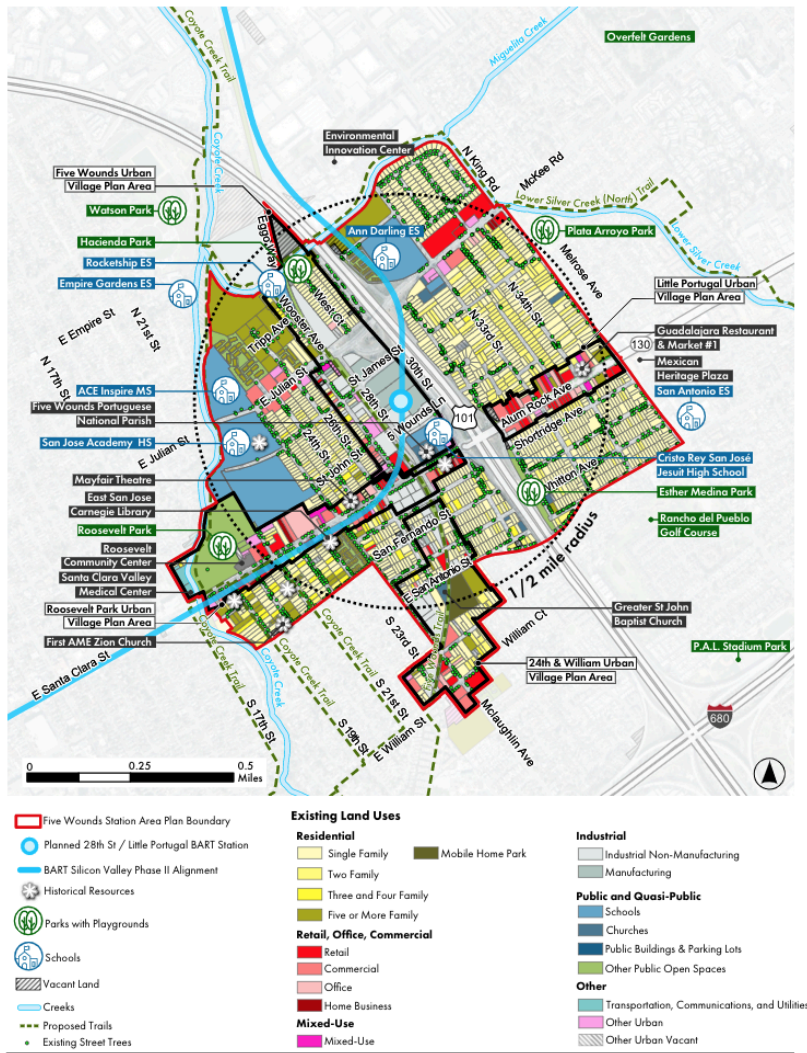 Overfelt Gardens
Miguelita Creek
Coyote Creek Trail
Coyote Creek Trail
Coyote Creek
Coyote Creek
Environmental
Innovation Center
N King Rd
McKee Rd
Five Wounds Urban
Village Plan Area
Lower Silver Creek (North) Trail
Watson Park
Eggo Way
Ann Darling ES
Plata Arroyo Park
Lower Silver Creek
Hacienda Park
Melrose Ave
Rocketship ES
Empire Gardens ES
West Ct
Wooster Ave
N 34th St
N 33rd St
Little Portugal Urban
Village Plan Area
E Empire St
N 21st St
Tripp Ave
Guadalajara Restaurant
& Market #1
130
St James St
30th St
Mexican
Heritage Plaza
N 17th St
E Julian St
ACE Inspire MS
San Antonio ES
Five Wounds Portuguese
National Parish
28th St
5 Wounds Ln
101
Alum Rock Ave
Shortridge Ave
26th St
24th St
San Jose Academy HS
E Julian St
St John St
Cristo Rey San José
Jesuit High School
Mayfair Theatre
Whitton Ave
East San Jose
Carnegie Library
Esther Medina Park
Roosevelt Park
San Fernando St
Rancho del Pueblo
Golf Course
Roosevelt
Community Center
1/2 mile radius
E San Antonio St
Santa Clara Valley
Medical Center
Greater St John
Baptist Church
Roosevelt Park Urban
Village Plan Area
S 23rd St
William Ct
First AME Zion Church
P.A.L. Stadium Park
24th & William Urban
Village Plan Area
E Santa Clara St
Coyote Creek Trail
Coyote Creek
Coyote Creek Trail
Coyote Creek Trail
S 17th St
S 19th St
S 21st St
E William St
Mclaughlin Ave
680
0
0.25
0.5
Miles
Five Wounds Station Area Plan Boundary
Planned 28th St / Little Portugal BART Station
BART Silicon Valley Phase II Alignment
Historical Resources
Parks with Playgrounds
Schools
Vacant Land
Creeks
Proposed Trails
Existing Street Trees
Existing Land Uses
Residential
Single Family
Mobile Home Park
Two Family
Three and Four Family
Five or More Family
Retail, Office, Commercial
Retail
Commercial
Office
Home Business
Mixed-Use
Mixed-Use
Industrial
Industrial Non-Manufacturing
Manufacturing
Public and Quasi-Public
Schools
Churches
Public Buildings & Parking Lots
Other Public Open Spaces
Other
Transportation, Communications, and Utilities
Other Urban
Other Urban Vacant